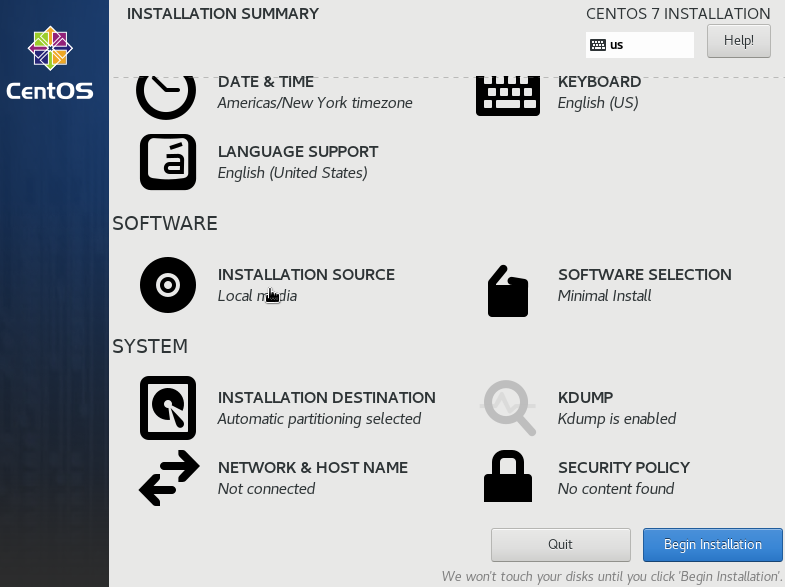 INSTALLATION SUMMARY
CENTOS 7 INSTALLATION
us
Help!
CentOS
DATE & TIME
Americas/New York timezone
KEYBOARD
English (US)
LANGUAGE SUPPORT
English (United States)
SOFTWARE
INSTALLATION SOURCE
Local media
SOFTWARE SELECTION
Minimal Install
SYSTEM
INSTALLATION DESTINATION
Automatic partitioning selected
KDUMP
Kdump is enabled
NETWORK & HOST NAME
Not connected
SECURITY POLICY
No content found
Quit
Begin Installation
We won't touch your disks until you click 'Begin Installation'.